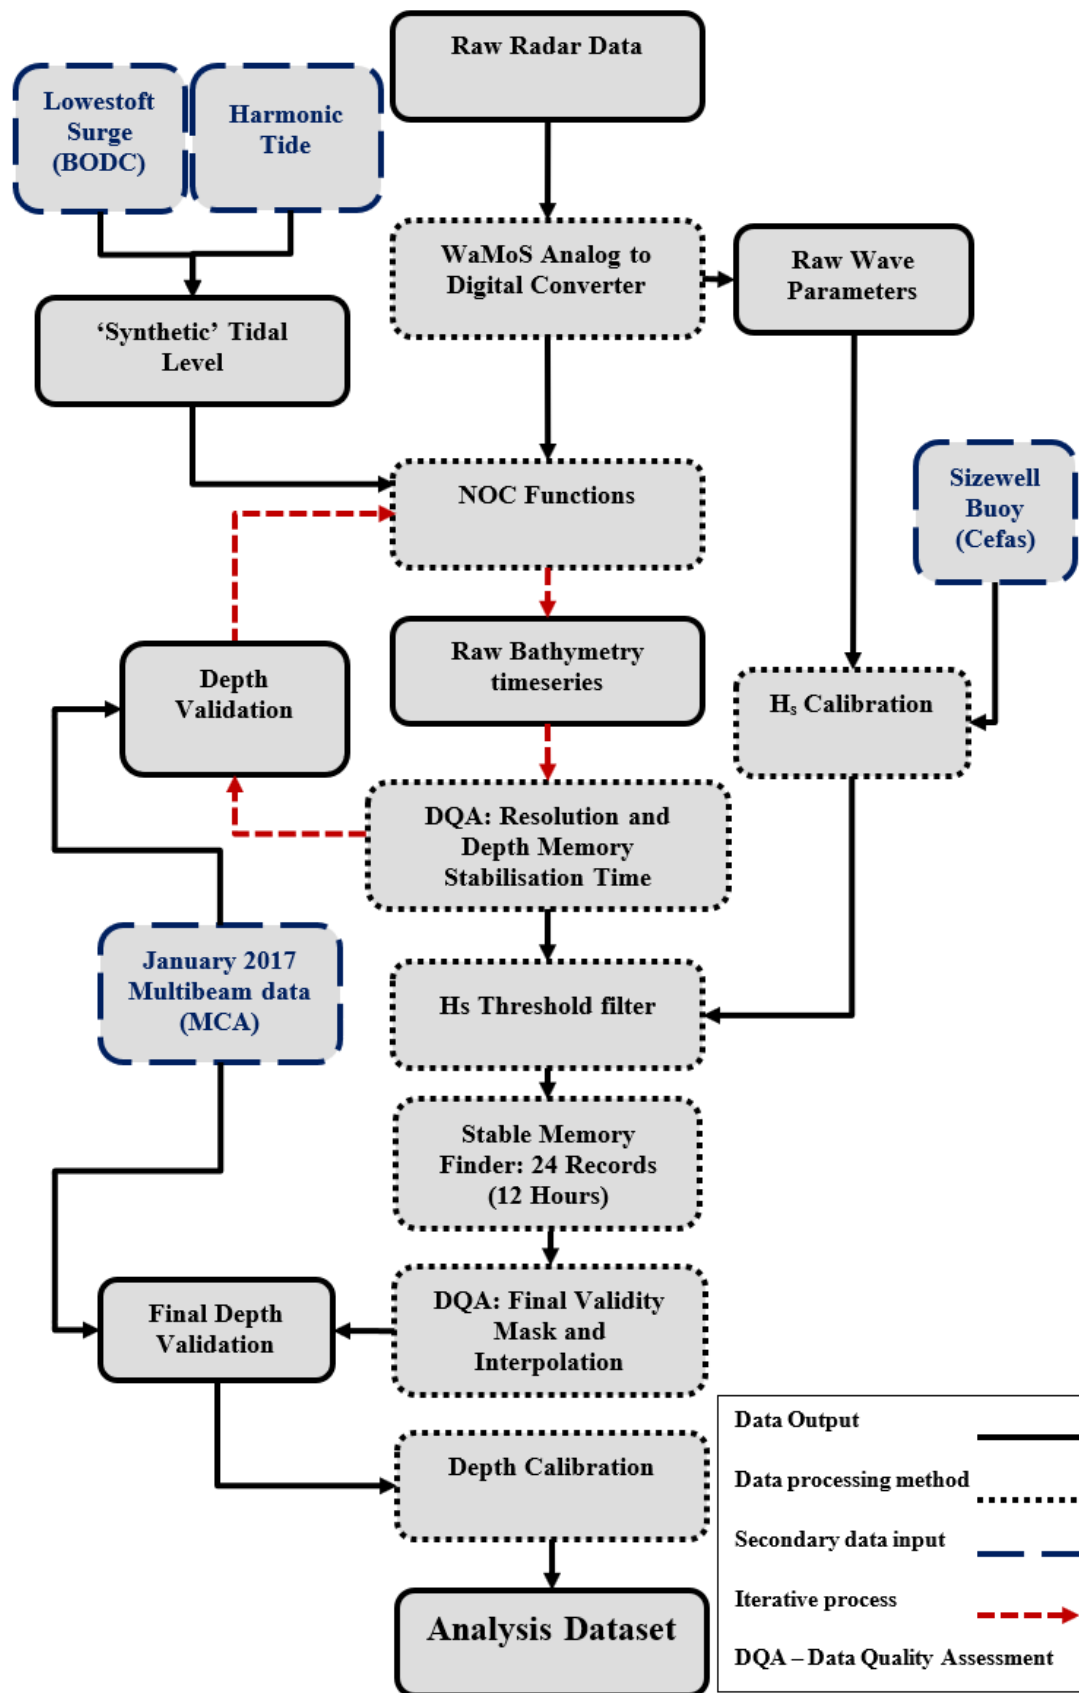 Raw Radar Data
Lowestoft
Surge
(BODC)
Harmonic
Tide
WaMoS Analog to
Digital Converter
Raw Wave
Parameters
‘Synthetic’ Tidal
Level
NOC Functions
Sizewell
Buoy
(Cefas)
Raw Bathymetry
timeseries
Depth
Validation
Hₛ Calibration
DQA: Resolution and
Depth Memory
Stabilisation Time
January 2017
Multibeam data
(MCA)
Hs Threshold filter
Stable Memory
Finder: 24 Records
(12 Hours)
DQA: Final Validity
Mask and
Interpolation
Final Depth
Validation
Depth Calibration
Analysis Dataset
Data Output
Data processing method
Secondary data input
Iterative process
DQA – Data Quality Assessment